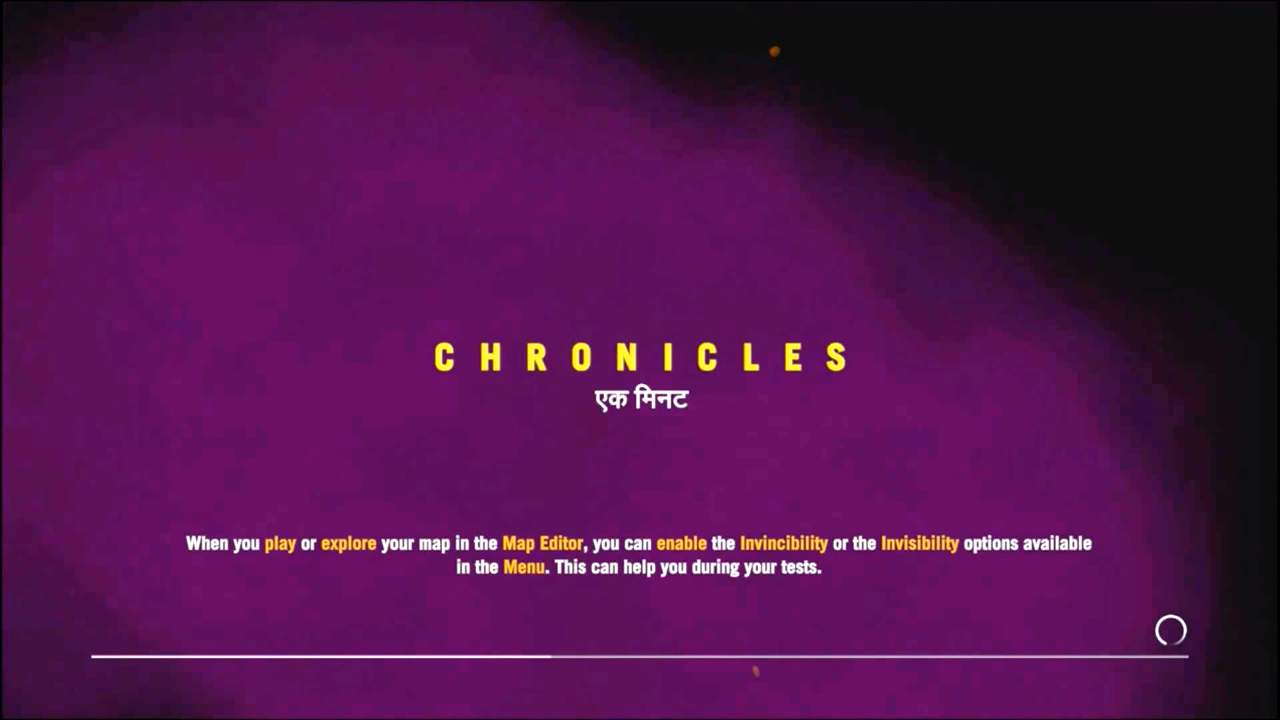 CHRONICLES
एक मिनट
When you play or explore your map in the Map Editor, you can enable the Invincibility or the Invisibility options available
in the Menu. This can help you during your tests.